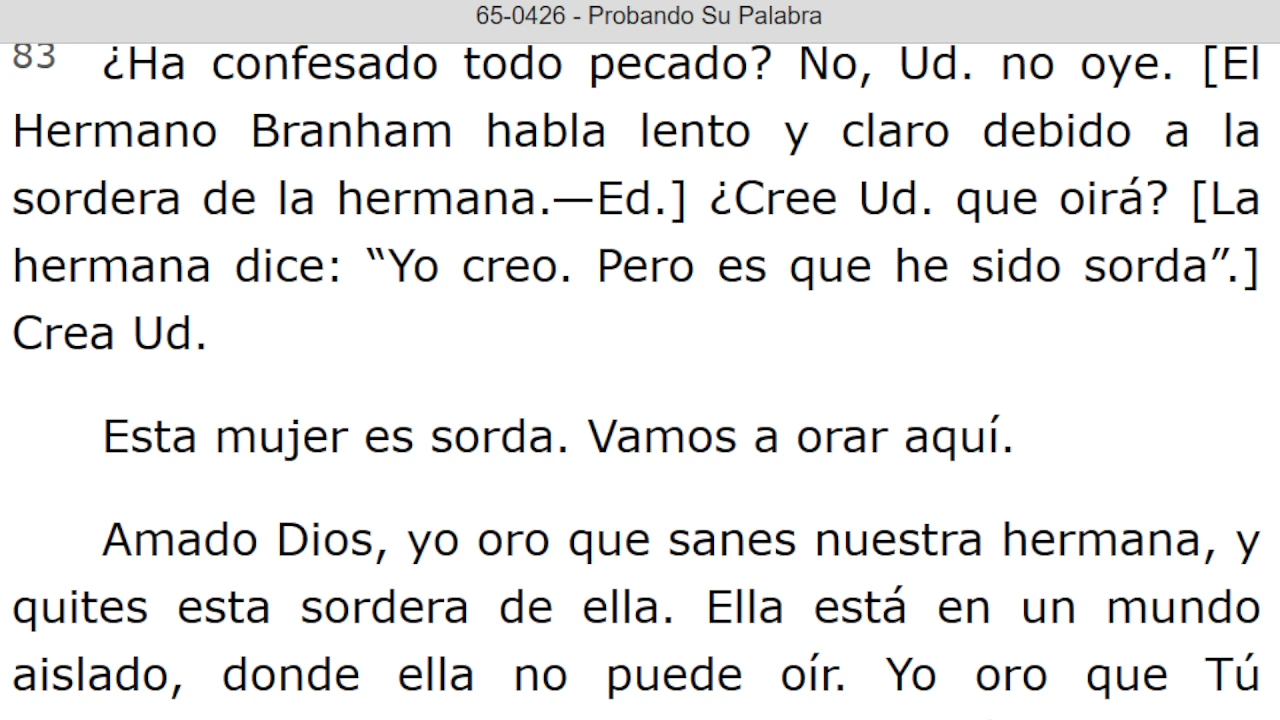 65-0426 - Probando Su Palabra
83 ¿Ha confesado todo pecado? No, Ud. no oye. [El
Hermano Branham habla lento y claro debido a la
sordera de la hermana.—Ed.] ¿Cree Ud. que oirá? [La
hermana dice: “Yo creo. Pero es que he sido sorda”.]
Crea Ud.
Esta mujer es sorda. Vamos a orar aquí.
Amado Dios, yo oro que sanes nuestra hermana, y
quites esta sordera de ella. Ella está en un mundo
aislado, donde ella no puede oír. Yo oro que Tú